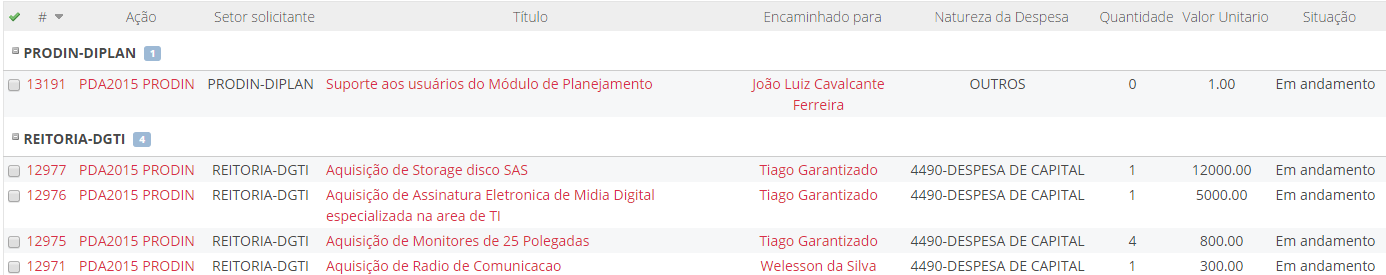 # Ação Setor solicitante Título Encaminhado para Natureza da Despesa Quantidade Valor Unitario Situação
PRODIN-DIPLAN 1
13191 PDA2015 PRODIN PRODIN-DIPLAN Suporte aos usuários do Módulo de Planejamento João Luiz Cavalcante OUTROS 0 1.00 Em andamento
Ferreira
REITORIA-DGTI 4
12977 PDA2015 PRODIN REITORIA-DGTI Aquisição de Storage disco SAS Tiago Garantizado 4490-DESPESA DE CAPITAL 1 12000.00 Em andamento
12976 PDA2015 PRODIN REITORIA-DGTI Aquisição de Assinatura Eletronica de Midia Digital Tiago Garantizado 4490-DESPESA DE CAPITAL 1 5000.00 Em andamento
especializada na area de TI
12975 PDA2015 PRODIN REITORIA-DGTI Aquisição de Monitores de 25 Polegadas Tiago Garantizado 4490-DESPESA DE CAPITAL 4 800.00 Em andamento
12971 PDA2015 PRODIN REITORIA-DGTI Aquisição de Radio de Comunicacao Welesson da Silva 4490-DESPESA DE CAPITAL 1 300.00 Em andamento